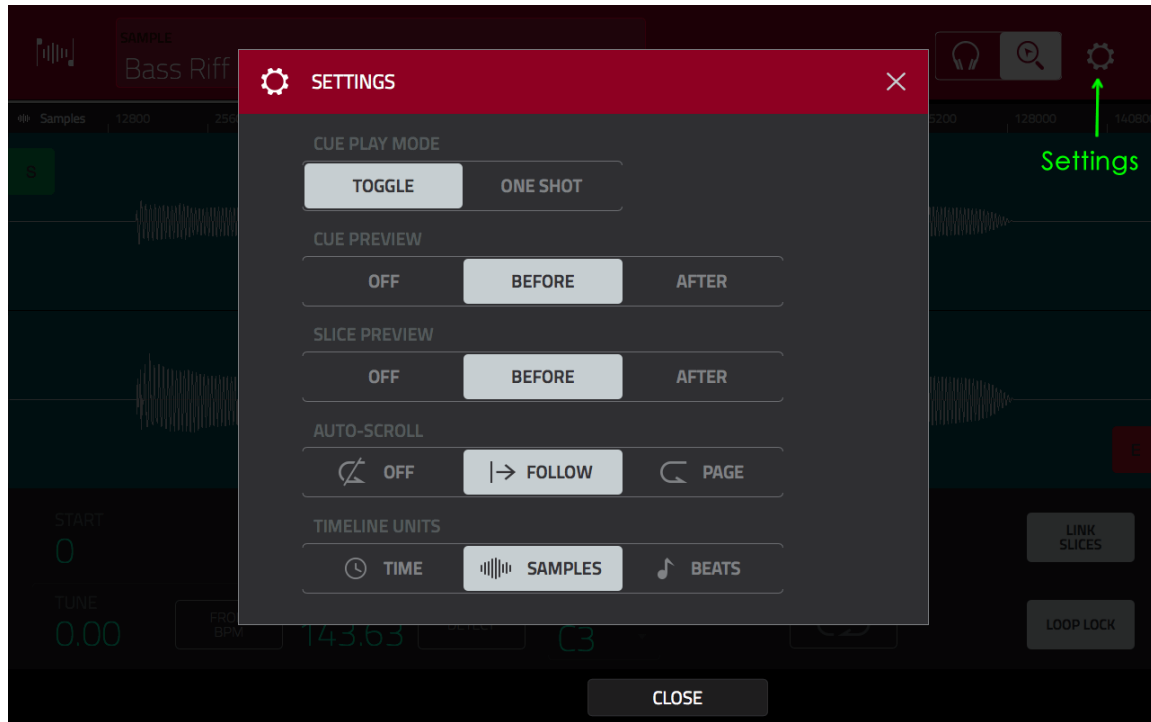 SAMPLE
Bass Riff
SETTINGS
Samples 12800 128000
Settings
S
CUE PLAY MODE
TOGGLE ONE SHOT
CUE PREVIEW
OFF BEFORE AFTER
SLICE PREVIEW
OFF BEFORE AFTER
AUTO-SCROLL
OFF FOLLOW PAGE
E
TIMELINE UNITS
TIME SAMPLES BEATS
START
0
LINK
SLICES
TUNE
0.00
BPM
143.63
C3
LOOP LOCK
CLOSE